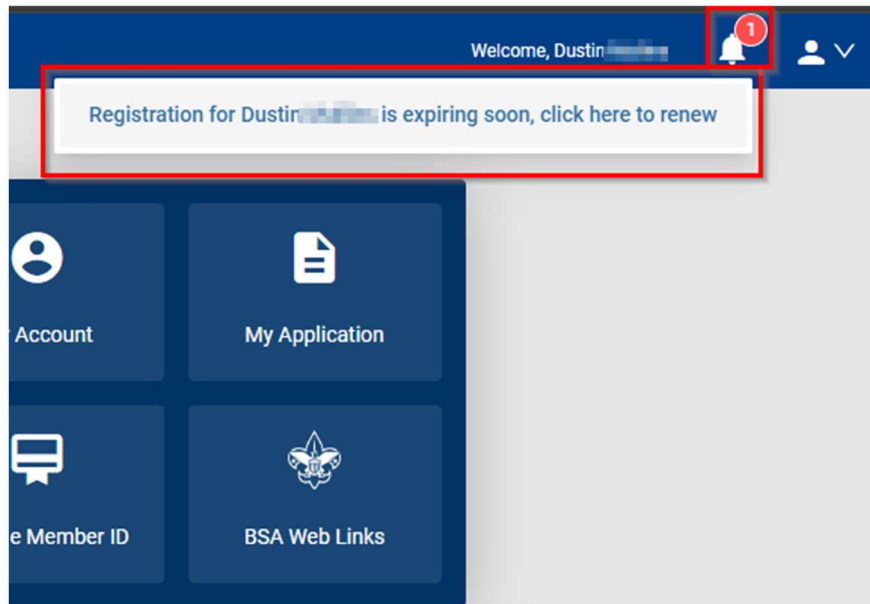 Welcome, Dustin
1
Registration for Dustin is expiring soon, click here to renew
Account
My Application
e Member ID
BSA Web Links